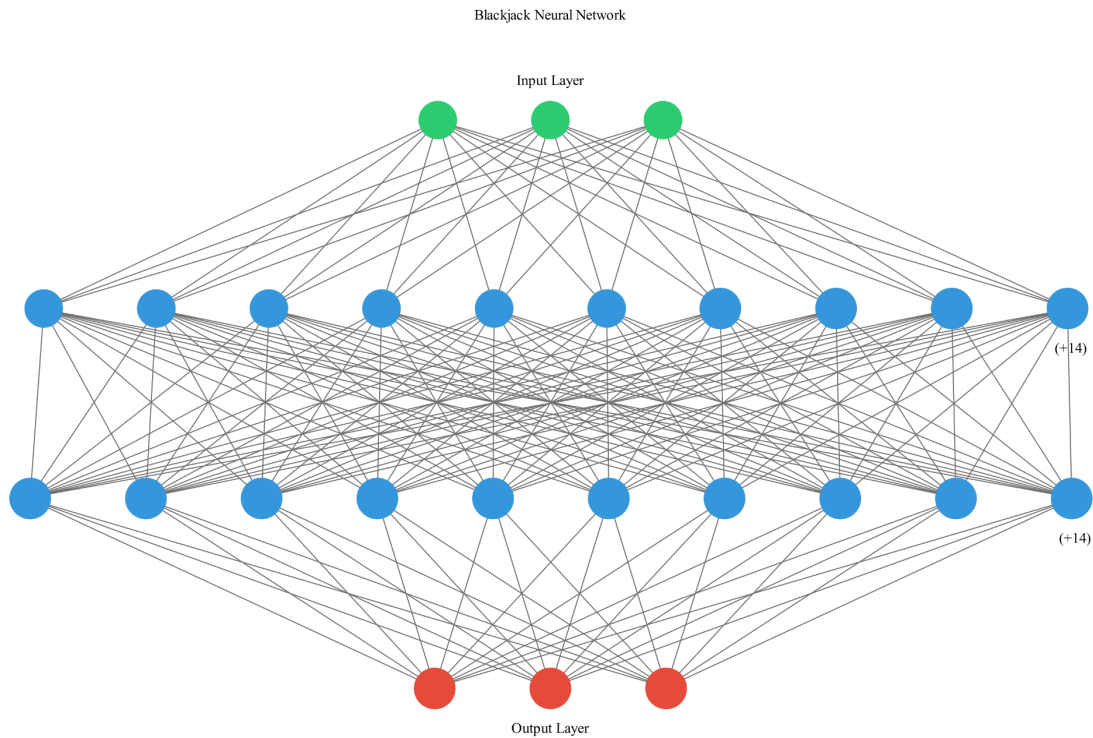 Blackjack Neural Network
Input Layer
(+14)
(+14)
Output Layer